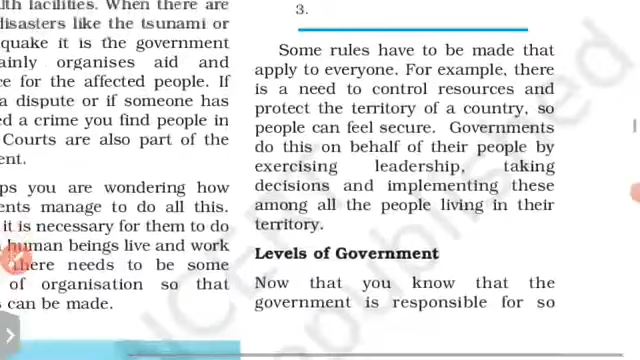 lth facilities. When there are
disasters like the tsunami or
quake it is the government
ainly organises aid and
ce for the affected people. If
a dispute or if someone has
ed a crime you find people in
Courts are also part of the
ent.
ps you are wondering how
ents manage to do all this.
it is necessary for them to do
human beings live and work
there needs to be some
of organisation so that
s can be made.
3.
Some rules have to be made that
apply to everyone. For example, there
is a need to control resources and
protect the territory of a country, so
people can feel secure. Governments
do this on behalf of their people by
exercising leadership, taking
decisions and implementing these
among all the people living in their
territory.
Levels of Government
Now that you know that the
government is responsible for so